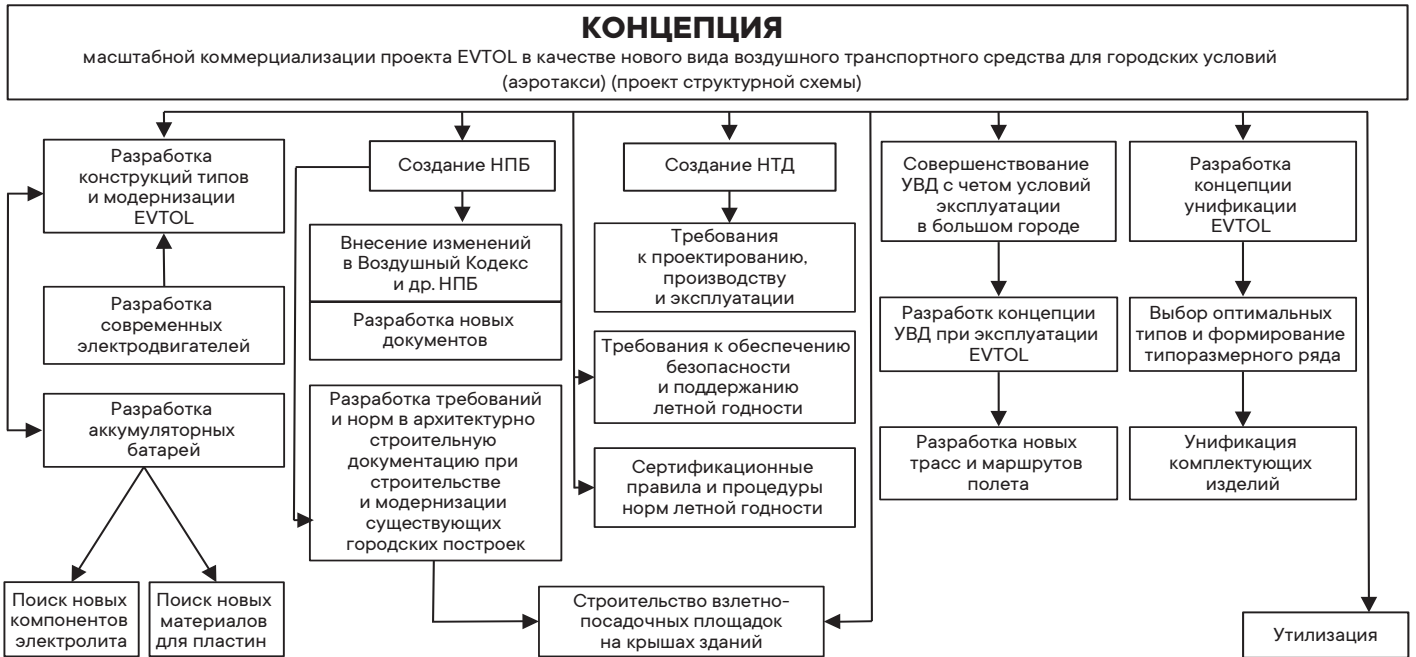 КОНЦЕПЦИЯ
масштабной коммерциализации проекта EVTOL в качестве нового вида воздушного транспортного средства для городских условий
(аэротакси) (проект структурной схемы)
Разработка
конструкций типов
и модернизации
EVTOL
Разработка
современных
электродвигателей
Разработка
аккумуляторных
батарей
Поиск новых
компонентов
электролита
Поиск новых
материалов
для пластин
Создание НПБ
Внесение изменений
в Воздушный Кодекс
и др. НПБ
Разработка новых
документов
Разработка требований
и норм в архитектурно
строительную
документацию при
строительстве
и модернизации
существующих
городских построек
Создание НТД
Требования
к проектированию,
производству
и эксплуатации
Требования к обеспечению
безопасности
и поддержанию
летной годности
Сертификационные
правила и процедуры
норм летной годности
Строительство взлетно-
посадочных площадок
на крышах зданий
Совершенствование
УВД с четом условий
эксплуатации
в большом городе
Разработк концепции
УВД при эксплуатации
EVTOL
Разработка новых
трасс и маршрутов
полета
Разработка
концепции
унификации
EVTOL
Выбор оптимальных
типов и формирование
типоразмерного ряда
Унификация
комплектующих
изделий
Утилизация